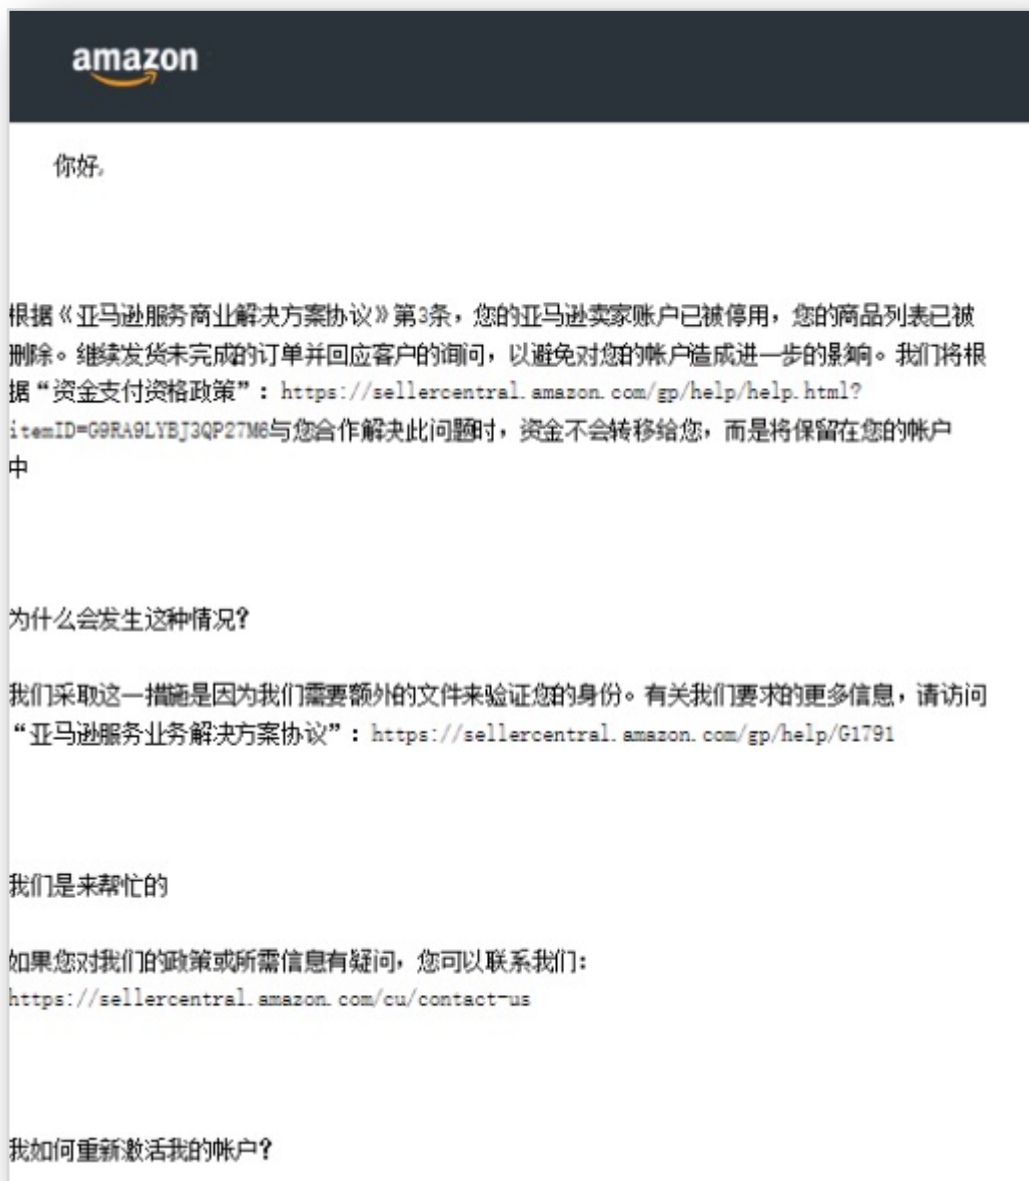 amazon
你好。
根据《亚马逊服务商业解决方案协议》第3条，您的亚马逊卖家账户已被停用，您的商品列表已被
删除。继续发货未完成的订单并回应客户的询问，以避免对您的帐户造成进一步的影响。我们将根
据“资金支付资格政策”：https://sellercentral.amazon.com/gp/help/help.html?
itemID=G9RA9LYBJ3QP27M6与您合作解决此问题时，资金不会转移给您，而是将保留在您的帐户
中
为什么会发生这种情况?
我们采取这一措施是因为我们需要额外的文件来验证您的身份。有关我们要求的更多信息，请访问
“亚马逊服务业务解决方案协议”：https://sellercentral.amazon.com/gp/help/G1791
我们是来帮忙的
如果您对我们的政策或所需信息有疑问，您可以联系我们：
https://sellercentral.amazon.com/cu/contact-us
我如何重新激活我的帐户?